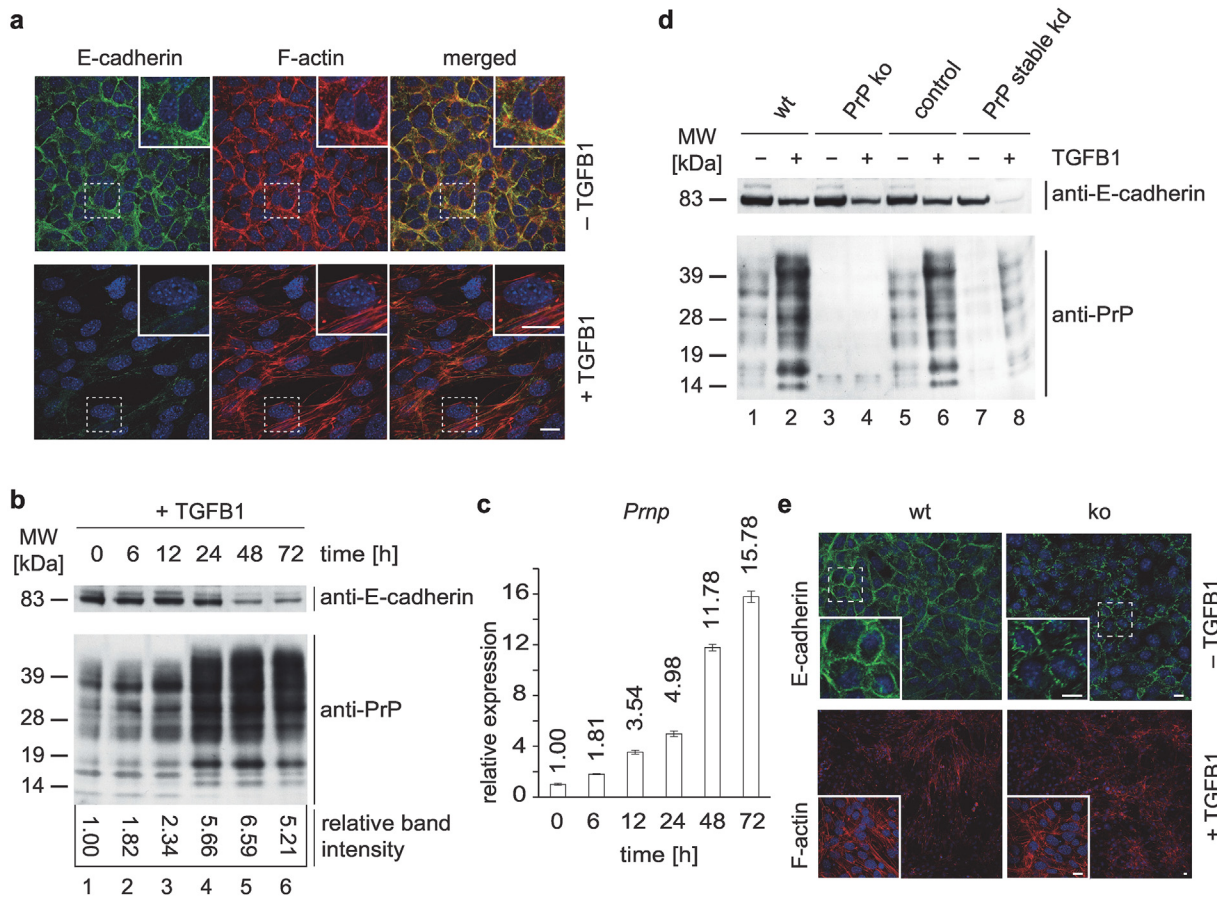 a
E-cadherin F-actin merged
– TGFB1
+ TGFB1
b
+ TGFB1
MW
[kDa]
0 6 12 24 48 72 time [h]
83 anti-E-cadherin
39
28 anti-PrP
19
14
1.00 1.82 2.34 5.66 6.59 5.21 relative band
intensity
1 2 3 4 5 6
c
Prnp
relative expression
16
12
8
4
0
1.00 1.81 3.54 4.98 11.78 15.78
0 6 12 24 48 72
time [h]
d
wt PrP ko control PrP stable kd
MW
[kDa]
– + – + – + – + TGFB1
83 anti-E-cadherin
39
28 anti-PrP
19
14
1 2 3 4 5 6 7 8
e
wt ko
E-cadherin – TGFB1
F-actin + TGFB1